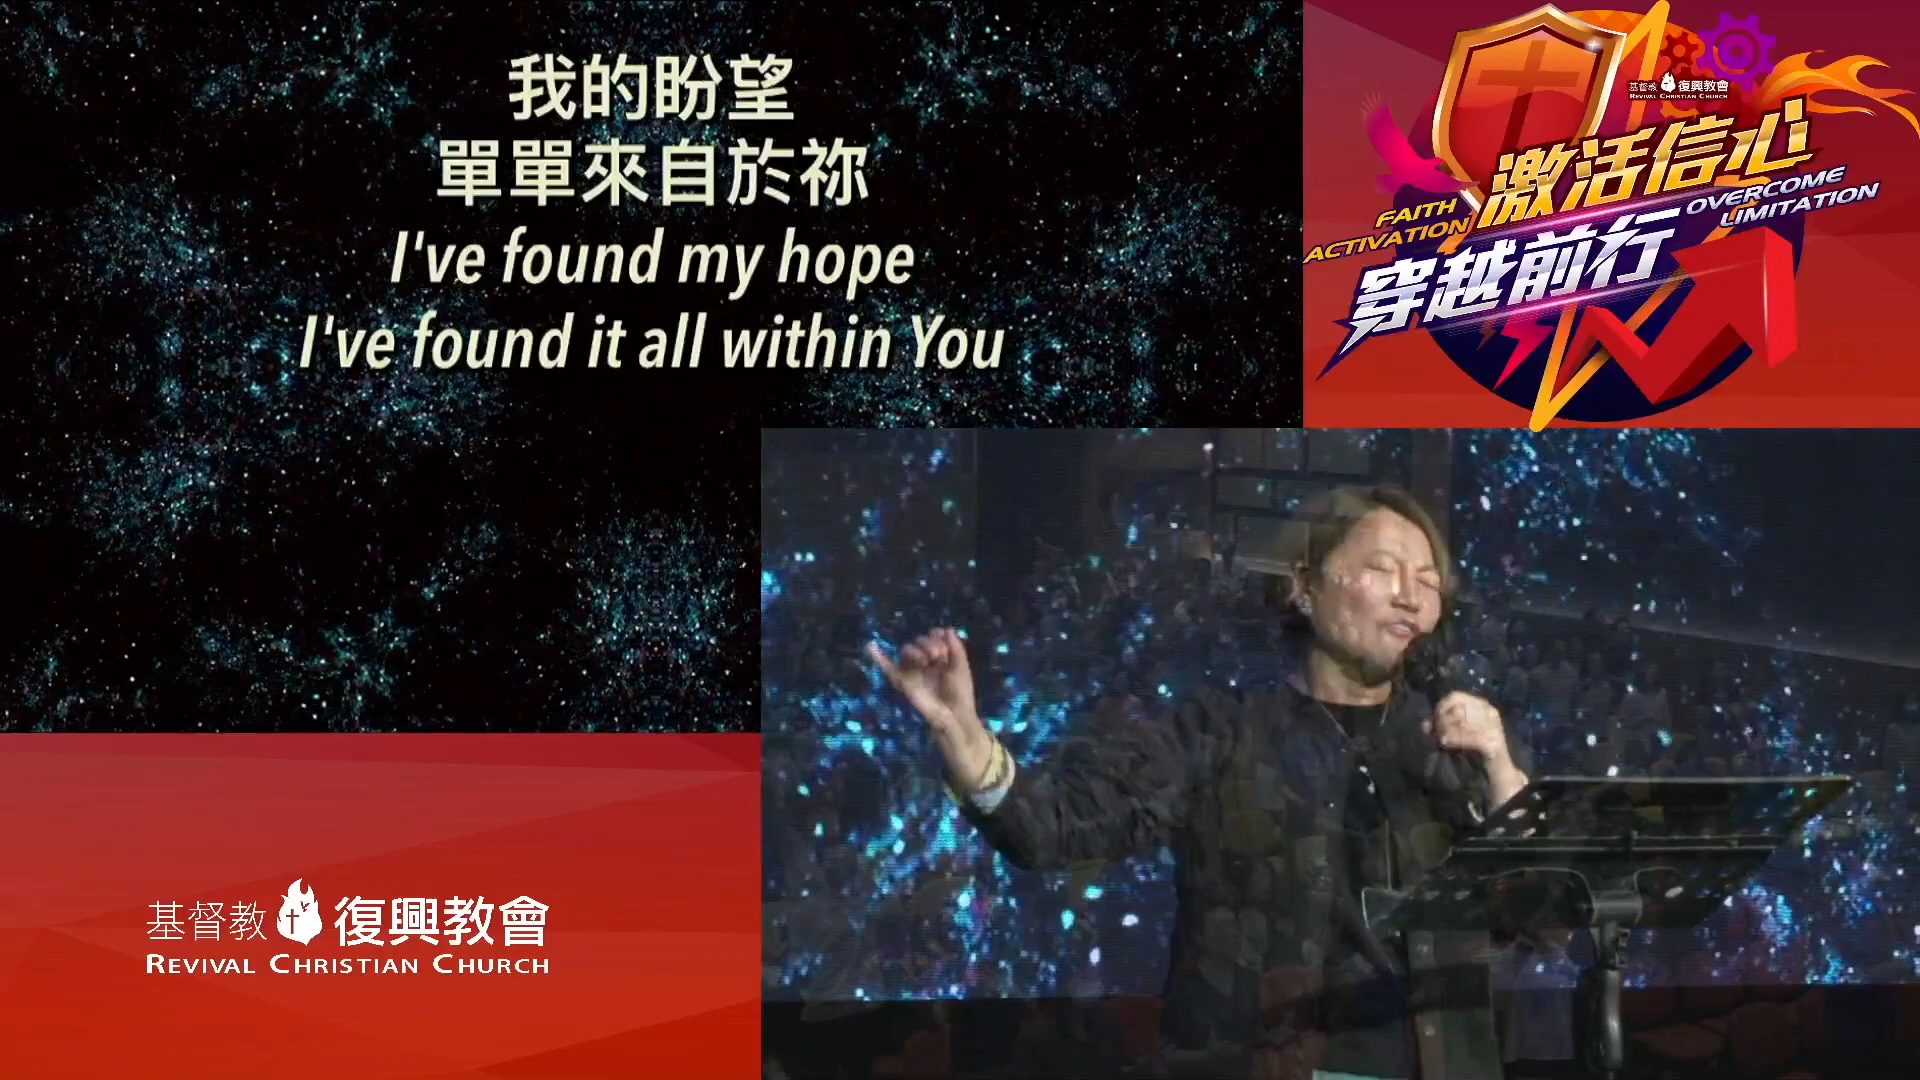 我的盼望
單單來自於祢
I've found my hope
I've found it all within You
基督教 復興教會
REVIVAL CHRISTIAN CHURCH
激活信心
FAITH
ACTIVATION
OVERCOME
LIMITATION
穿越前行
基督教 復興教會
REVIVAL CHRISTIAN CHURCH